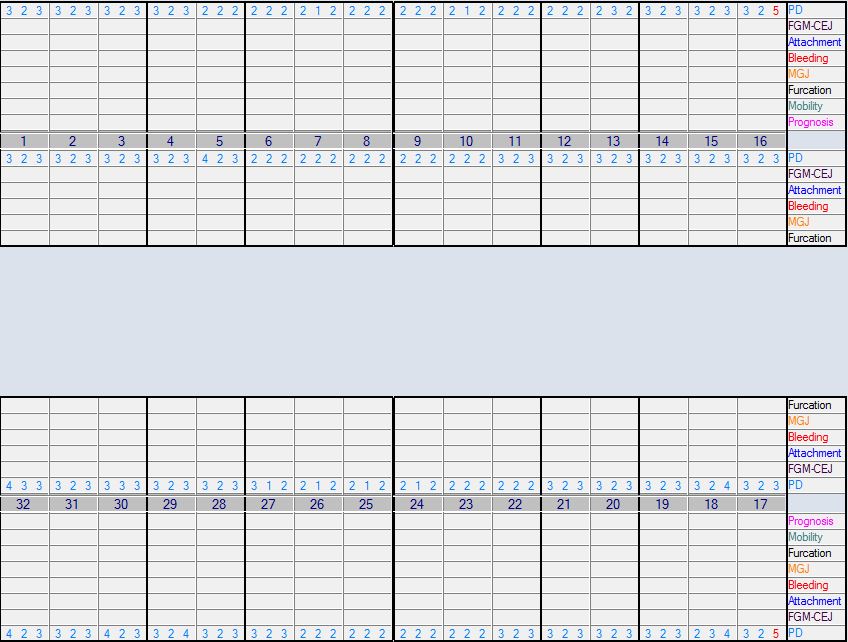 3 2 3 3 2 3 3 2 3 3 2 3 2 2 2 2 2 2 2 1 2 2 2 2 2 2 2 2 1 2 2 2 2 2 2 2 2 3 2 3 2 3 3 2 3 3 2 5 PD
FGM-CEJ
Attachment
Bleeding
MGJ
Furcation
Mobility
Prognosis
1 2 3 4 5 6 7 8 9 10 11 12 13 14 15 16
3 2 3 3 2 3 3 2 3 3 2 3 4 2 3 2 2 2 2 2 2 2 2 2 2 2 2 2 2 2 3 2 3 3 2 3 3 2 3 3 2 3 3 2 3 3 2 3 PD
FGM-CEJ
Attachment
Bleeding
MGJ
Furcation
Furcation
MGJ
Bleeding
Attachment
FGM-CEJ
4 3 3 3 2 3 3 2 3 3 2 3 3 2 3 3 1 2 2 1 2 2 1 2 2 1 2 2 2 2 2 2 2 2 2 3 3 2 3 3 2 3 3 2 4 3 2 3 PD
32 31 30 29 28 27 26 25 24 23 22 21 20 19 18 17
Prognosis
Mobility
Furcation
MGJ
Bleeding
Attachment
FGM-CEJ
4 2 3 3 2 3 4 2 3 3 2 4 3 2 3 3 2 3 2 2 2 2 2 2 2 2 2 2 2 2 3 2 3 3 2 3 3 2 3 3 2 3 2 3 4 3 2 5 PD